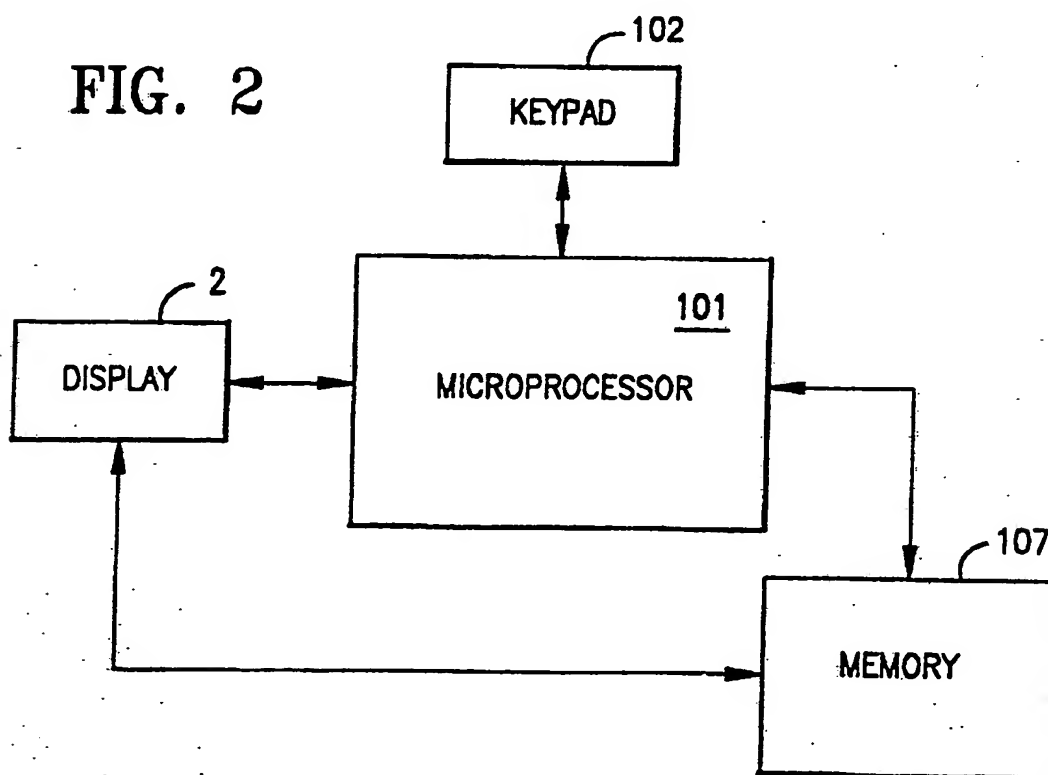 FIG. 2
102
KEYPAD
2
101
DISPLAY
MICROPROCESSOR
107
MEMORY